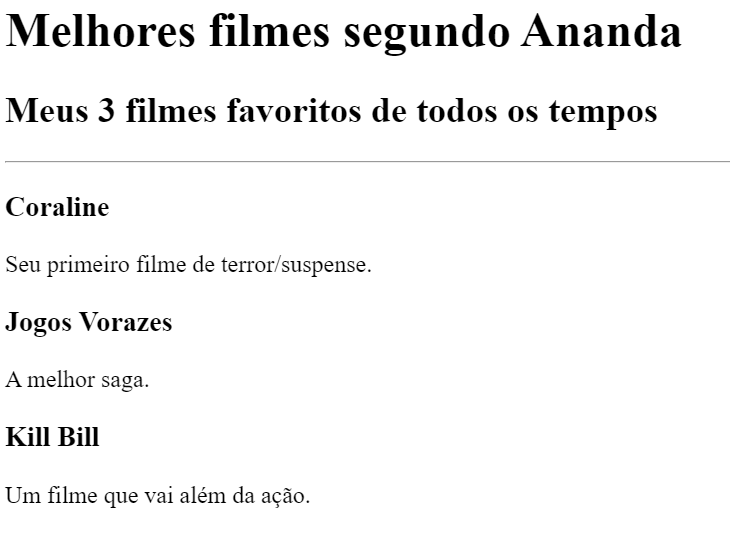 Melhores filmes segundo Ananda
Meus 3 filmes favoritos de todos os tempos
Coraline
Seu primeiro filme de terror/suspense.
Jogos Vorazes
A melhor saga.
Kill Bill
Um filme que vai além da ação.